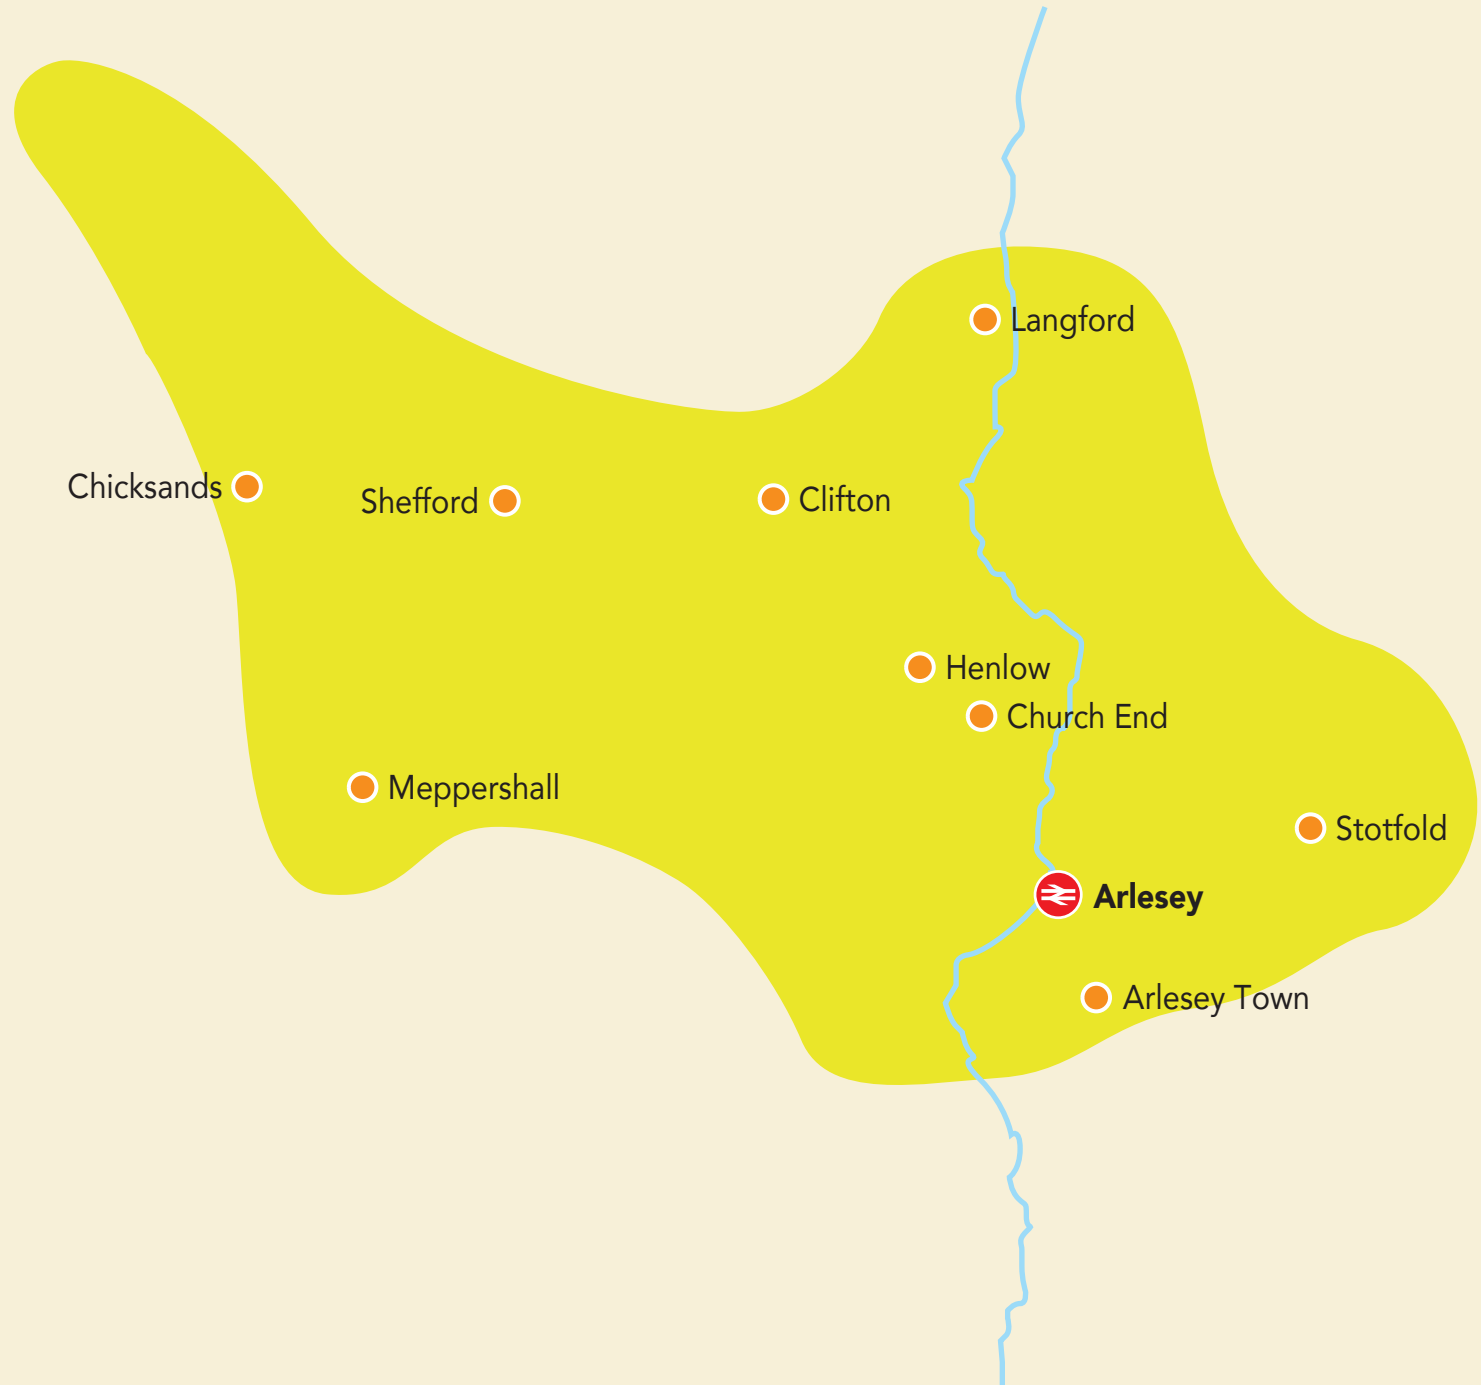 Langford
Chicksands
Shefford
Clifton
Henlow
Church End
Meppershall
Stotfold
Arlesey
Arlesey Town